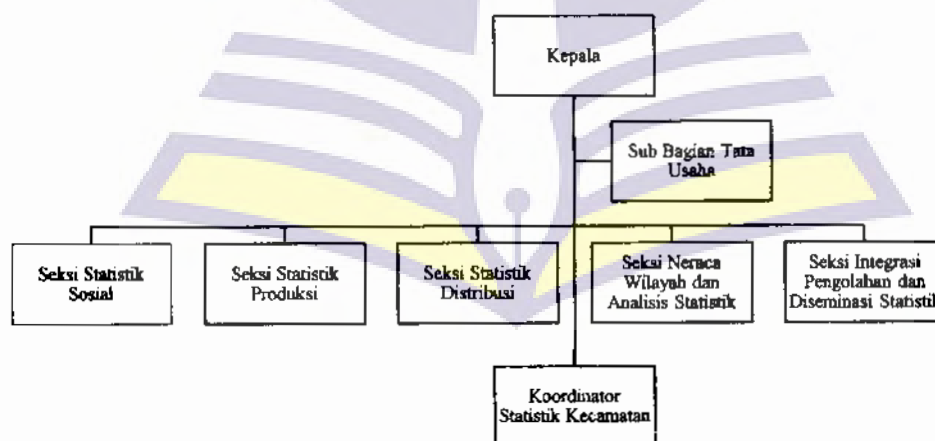 Kepala
Sub Bagian Tata
Usaha
Seksi Statistik
Sosial
Seksi Statistik
Produksi
Seksi Statistik
Distribusi
Seksi Neraca
Wilayah dan
Analisis Statistik
Seksi Integrasi
Pengolahan dan
Diseminasi Statistik
Koordinator
Statistik Kecamatan